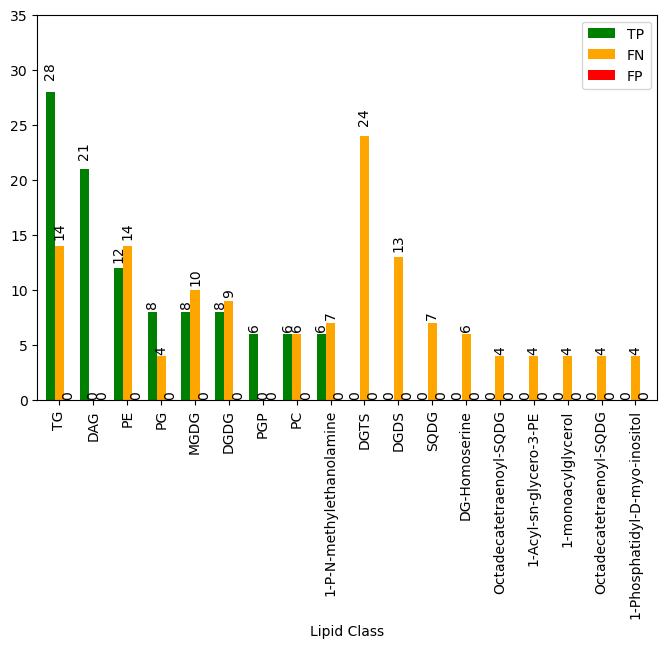 35
30
25
20
15
10
5
0
TP
FN
FP
28 14 0
21 0 0
12 14 0
8 4 0
8 10 0
8 9 0
6 0 0
6 6 0
6 7 0
0 24 0
0 13 0
0 7 0
0 6 0
0 4 0
0 4 0
0 4 0
0 4 0
0 4 0
TG
DAG
PE
PG
MGDG
DGDG
PGP
PC
1-P-N-methylethanolamine
DGTS
DGDS
SQDG
DG-Homoserine
Octadecatetraenoyl-SQDG
1-Acyl-sn-glycero-3-PE
1-monoacylglycerol
Octadecatetraenoyl-SQDG
1-Phosphatidyl-D-myo-inositol
Lipid Class